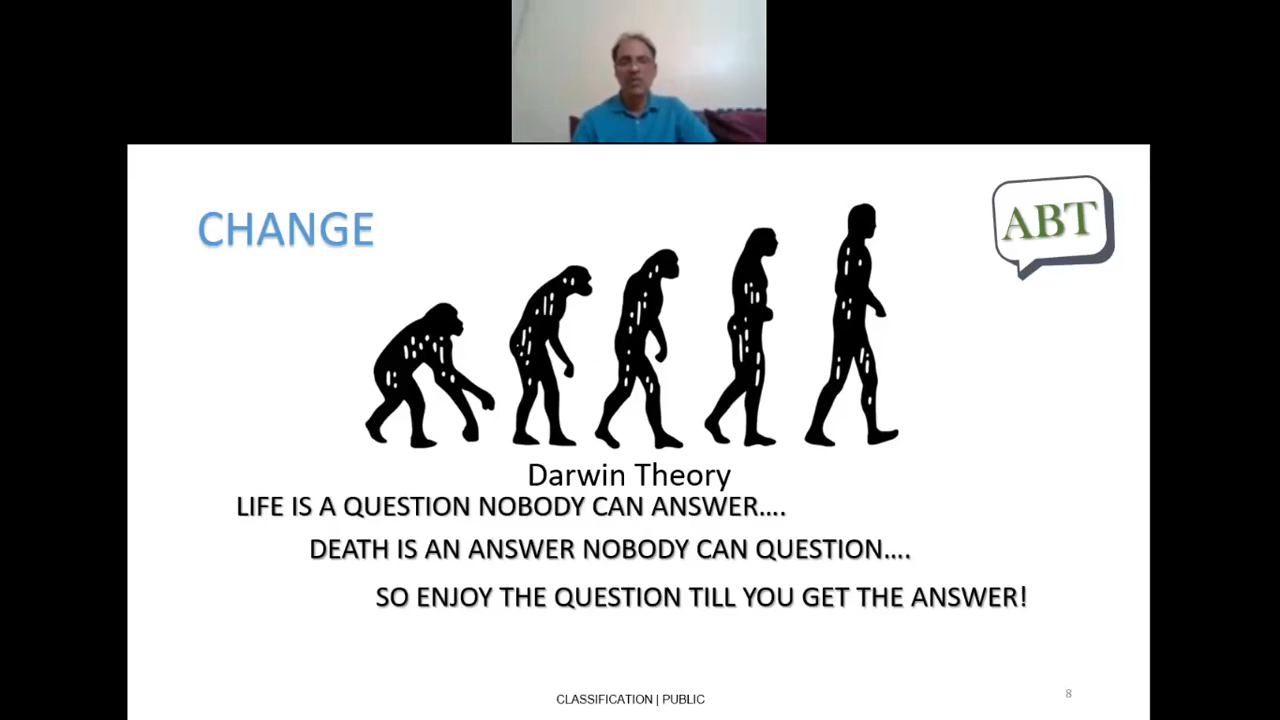 CHANGE
ABT
Darwin Theory
LIFE IS A QUESTION NOBODY CAN ANSWER....
DEATH IS AN ANSWER NOBODY CAN QUESTION....
SO ENJOY THE QUESTION TILL YOU GET THE ANSWER!
CLASSIFICATION | PUBLIC
8